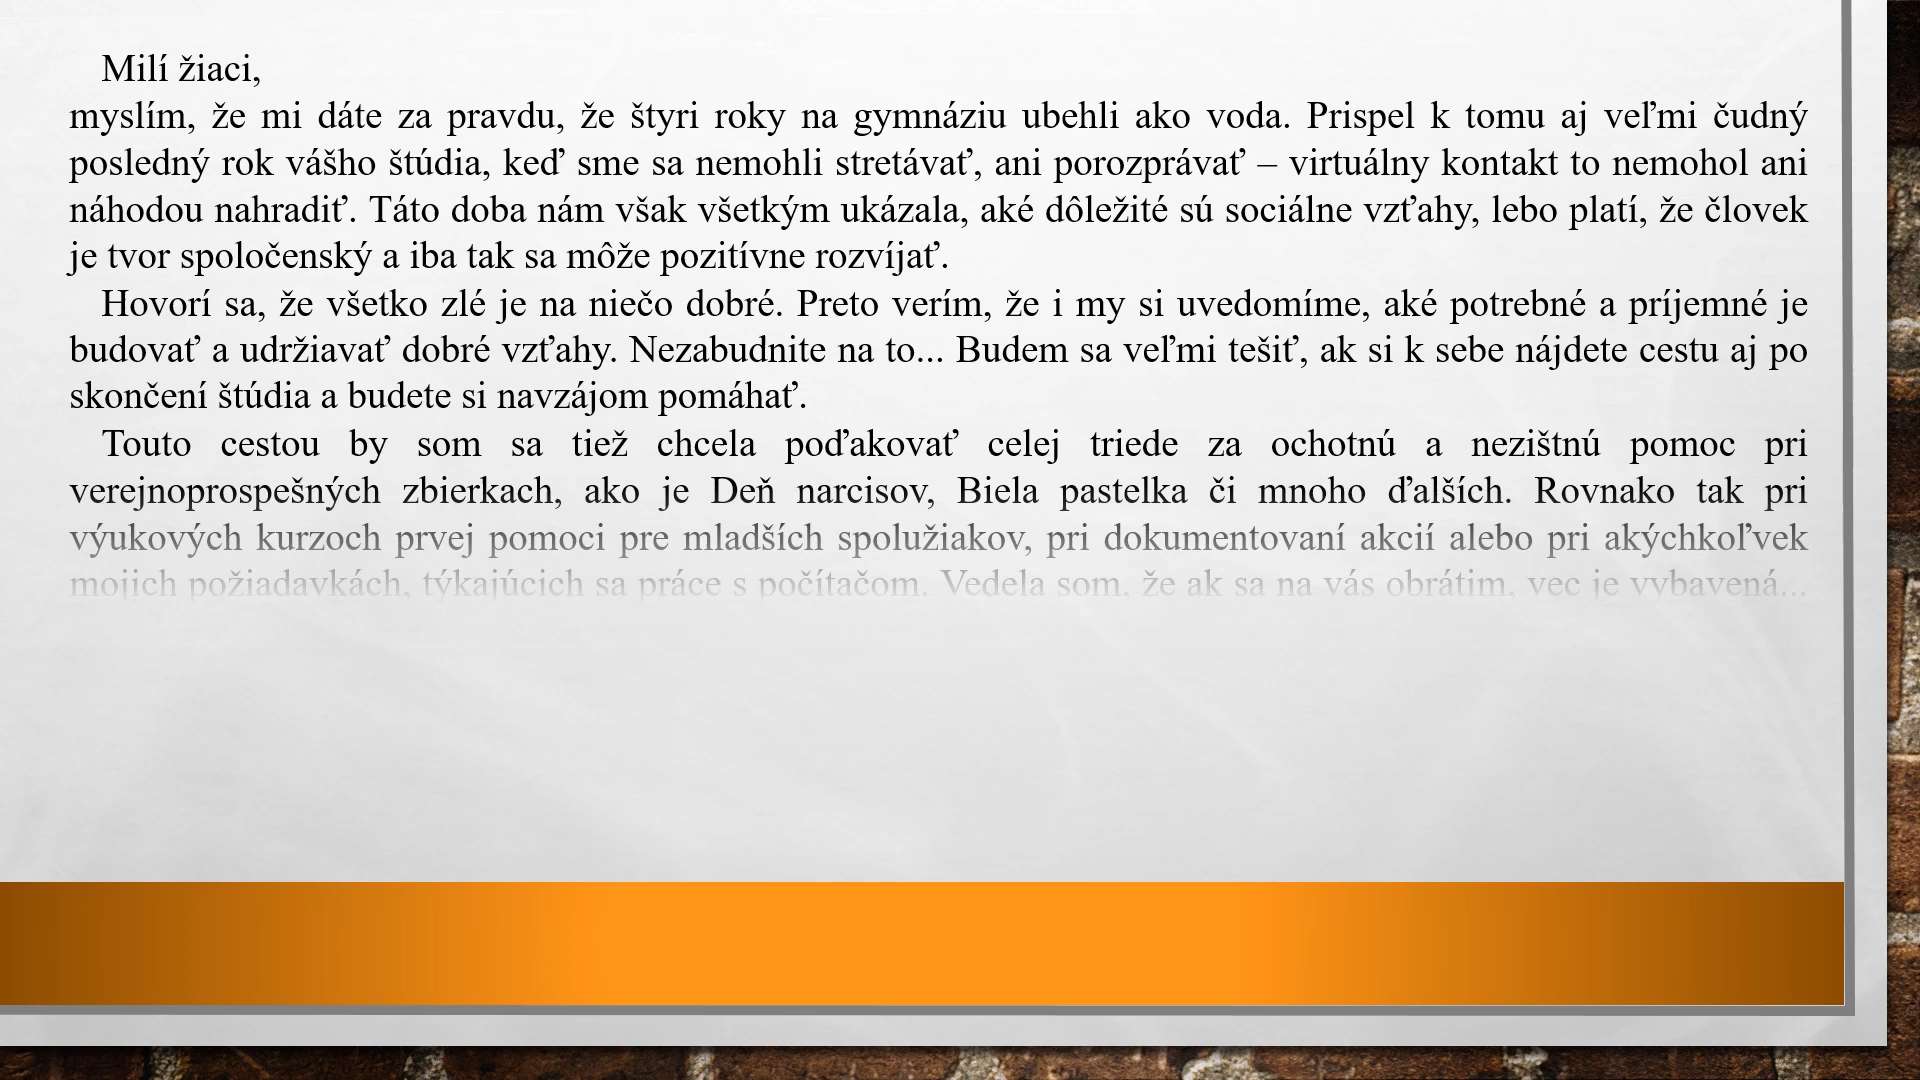 Milí žiaci,
myslím, že mi dáte za pravdu, že štyri roky na gymnáziu ubehli ako voda. Prispel k tomu aj veľmi čudný
posledný rok vášho štúdia, keď sme sa nemohli stretávať, ani porozprávať – virtuálny kontakt to nemohol ani
náhodou nahradiť. Táto doba nám však všetkým ukázala, aké dôležité sú sociálne vzťahy, lebo platí, že človek
je tvor spoločenský a iba tak sa môže pozitívne rozvíjať.
Hovorí sa, že všetko zlé je na niečo dobré. Preto verím, že i my si uvedomíme, aké potrebné a príjemné je
budovať a udržiavať dobré vzťahy. Nezabudnite na to... Budem sa veľmi tešiť, ak si k sebe nájdete cestu aj po
skončení štúdia a budete si navzájom pomáhať.
Touto cestou by som sa tiež chcela poďakovať celej triede za ochotnú a nezištnú pomoc pri
verejnoprospešných zbierkach, ako je Deň narcisov, Biela pastelka či mnoho ďalších. Rovnako tak pri
výukových kurzoch prvej pomoci pre mladších spolužiakov, pri dokumentovaní akcií alebo pri akýchkoľvek
mojich požiadavkách, týkajúcich sa práce s počítačom. Vedela som, že ak sa na vás obrátim, vec je vybavená...